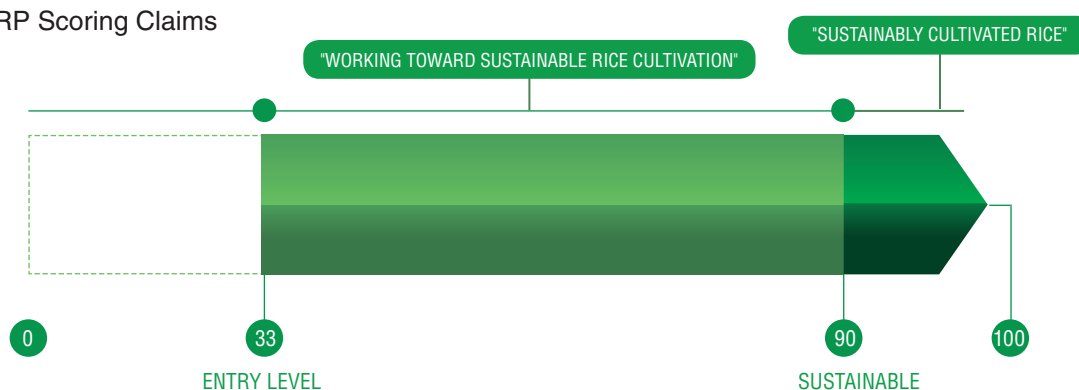 RP Scoring Claims
"SUSTAINABLY CULTIVATED RICE"
"WORKING TOWARD SUSTAINABLE RICE CULTIVATION"
0
33
90
100
ENTRY LEVEL
SUSTAINABLE